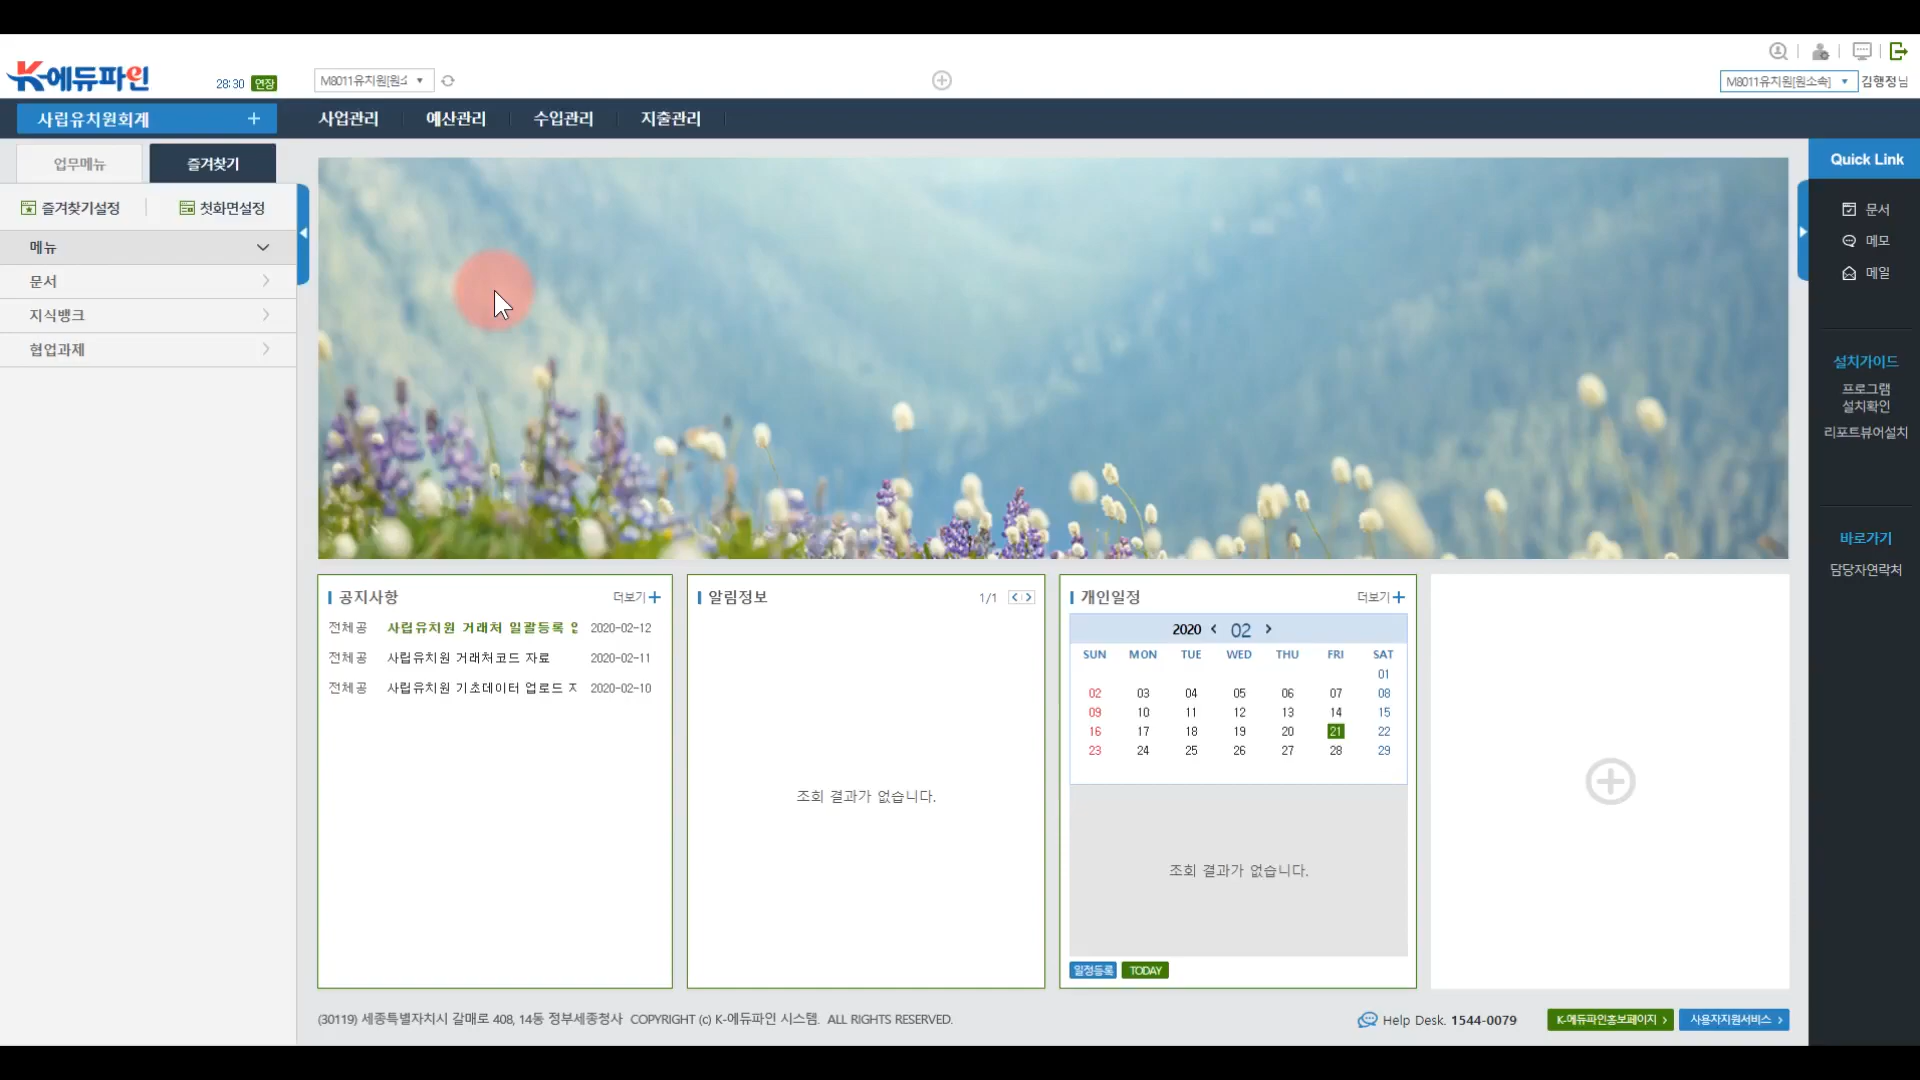 K-에듀파인
28:30 연장
M8011유치원[원소
M8011유치원[원소속] 김행정님
사립유치원회계
사업관리 예산관리 수입관리 지출관리
업무메뉴 즐겨찾기
즐겨찾기설정 첫화면설정
메뉴
문서
지식뱅크
협업과제
Quick Link
문서
메모
메일
설치가이드
프로그램
설치확인
리포트뷰어설치
바로가기
담당자연락처
공지사항 더보기
전체공 사립유치원 거래처 일괄등록 2020-02-12
전체공 사립유치원 거래처코드 자료 2020-02-11
전체공 사립유치원 기초데이터 업로드 2020-02-10
알림정보 1/1
조회 결과가 없습니다.
개인일정 더보기
2020 < 02 >
SUN MON TUE WED THU FRI SAT
01
02 03 04 05 06 07 08
09 10 11 12 13 14 15
16 17 18 19 20 21 22
23 24 25 26 27 28 29
조회 결과가 없습니다.
일정등록 TODAY
(30119) 세종특별자치시 갈매로 408, 14동 정부세종청사 COPYRIGHT (c) K-에듀파인 시스템. ALL RIGHTS RESERVED.
Help Desk. 1544-0079
K-에듀파인홍보페이지 >
사용자지원서비스 >